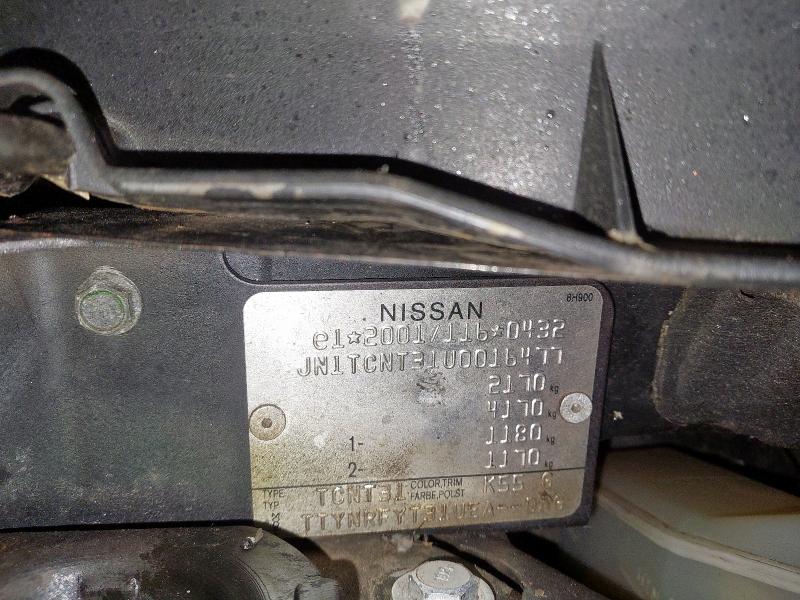 8H900
NISSAN
e1*2001/116*0432
JN1TCNT31U0016477
2170 kg
4170 kg
1- 1180 kg
2- 1170 kg
TYPE TYP TCNT31 COLOR,TRIM FARBE,POLST K55 G